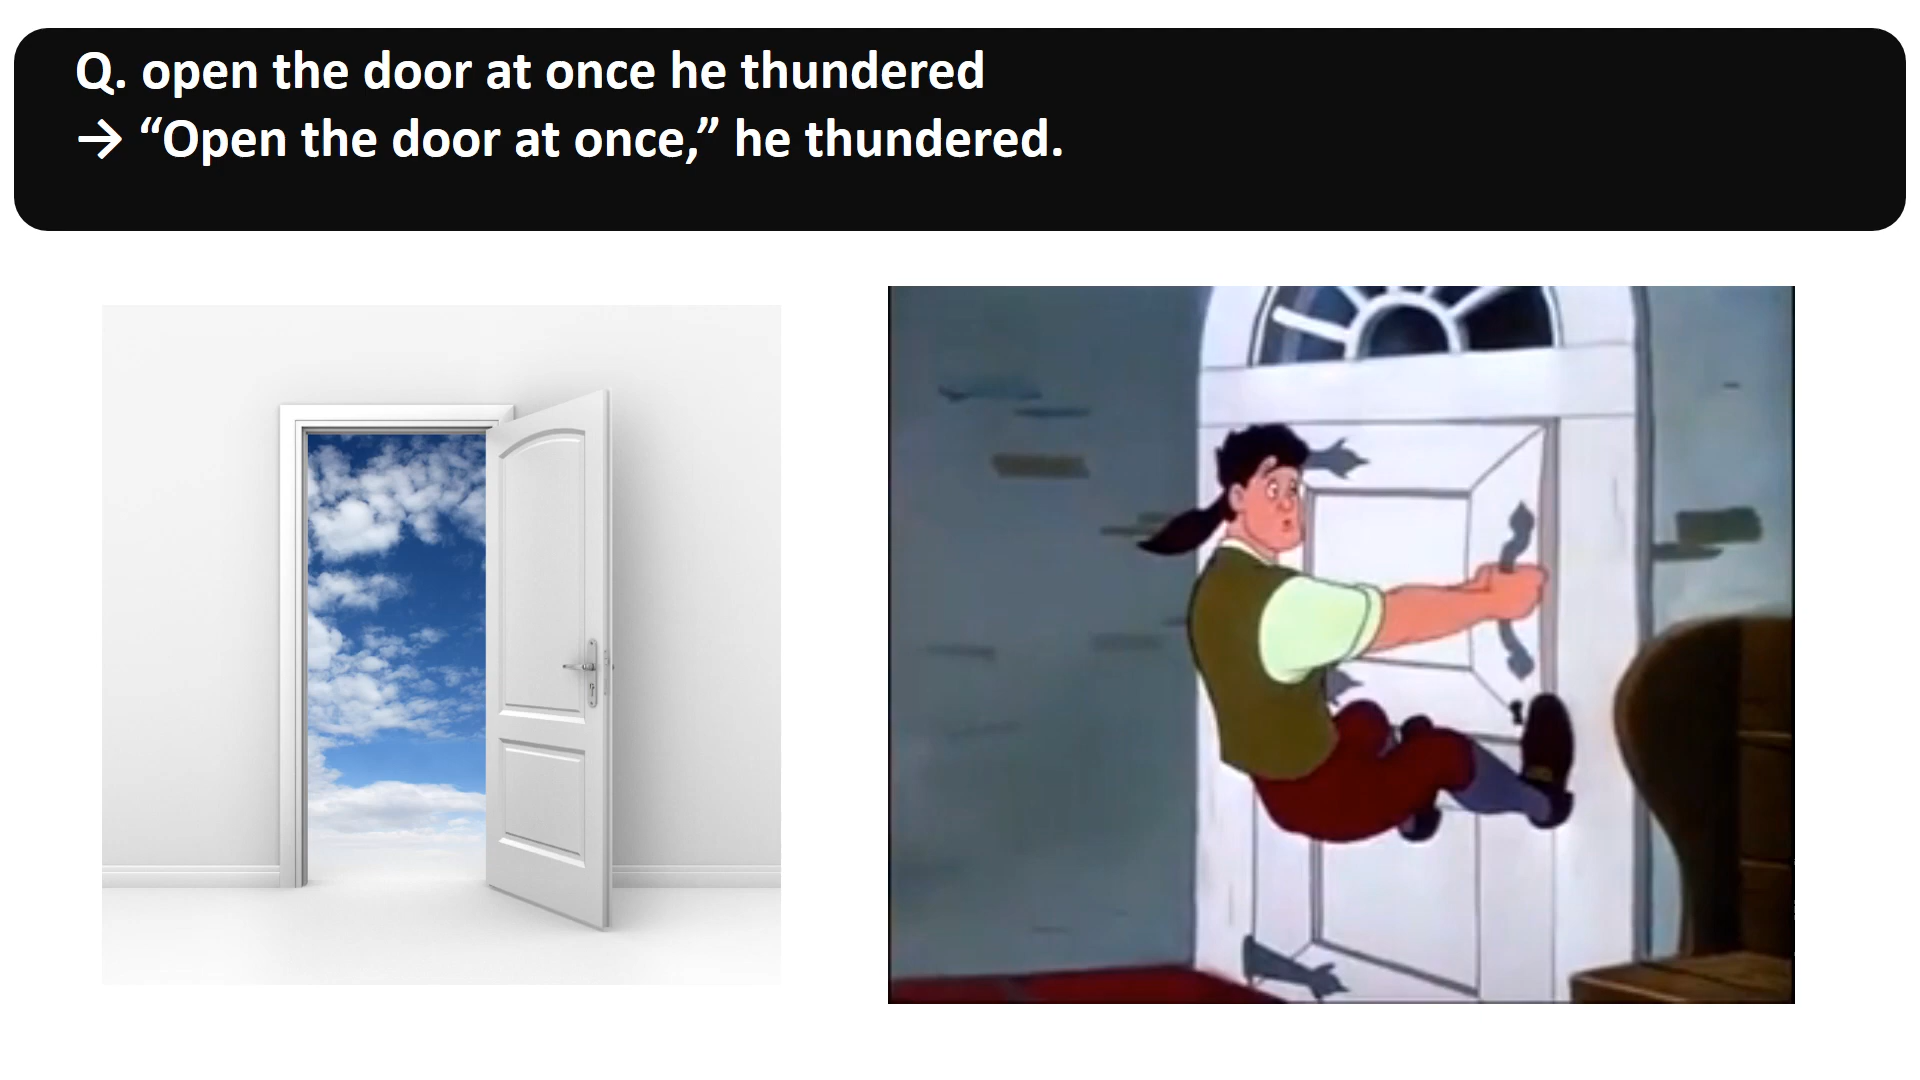 Q. open the door at once he thundered
→ “Open the door at once,” he thundered.